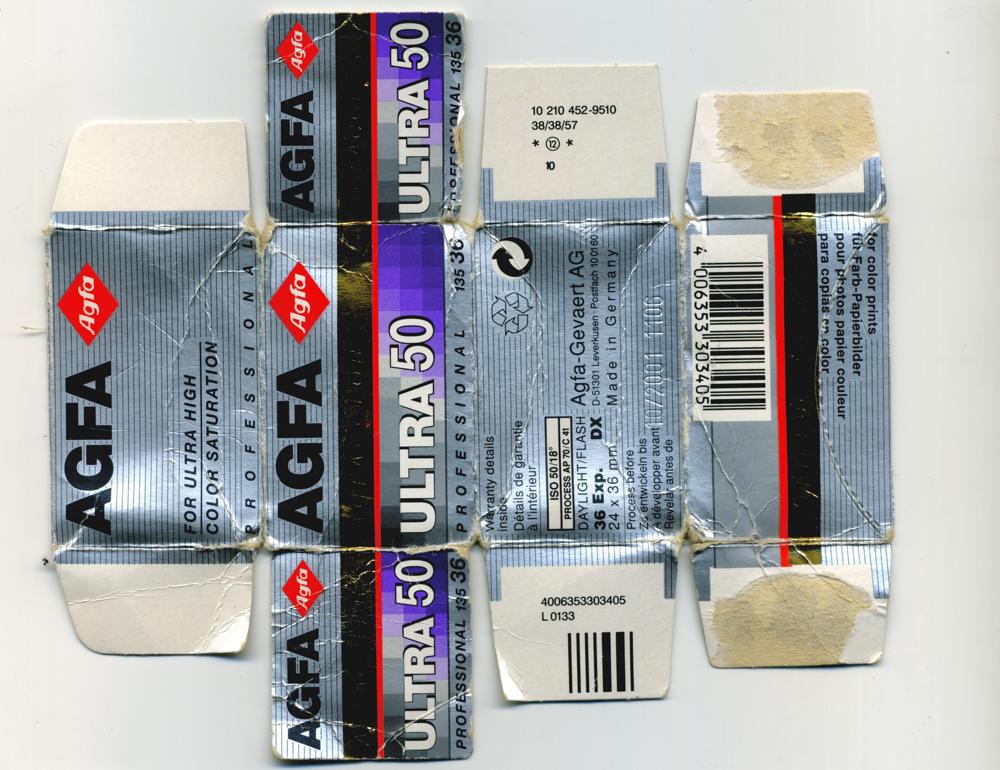 Agfa
AGFA
FOR ULTRA HIGH
COLOR SATURATION
PROFESSIONAL
Agfa
AGFA
ULTRA 50
PROFESSIONAL 135 36
Agfa
AGFA
ULTRA 50
PROFESSIONAL 135 36
Agfa
AGFA
ULTRA 50
PROFESSIONAL 135 36
10 210 452-9510
38/38/57
* 12 *
10
Warranty details
inside
Détails de garantie
à l'intérieur
ISO 50/18°
PROCESS AP 70/C 41
DAYLIGHT/FLASH
36 Exp. DX
24 x 36 mm
Agfa-Gevaert AG
D-51301 Leverkusen · Postfach 100160
Made in Germany
Process before
Zu entwickeln bis
A développer avant
Revelar antes de
10/2001 1106
4006353303405
L 0133
4 006353 303405
for color prints
für Farb-Papierbilder
pour photos papier couleur
para copias en color